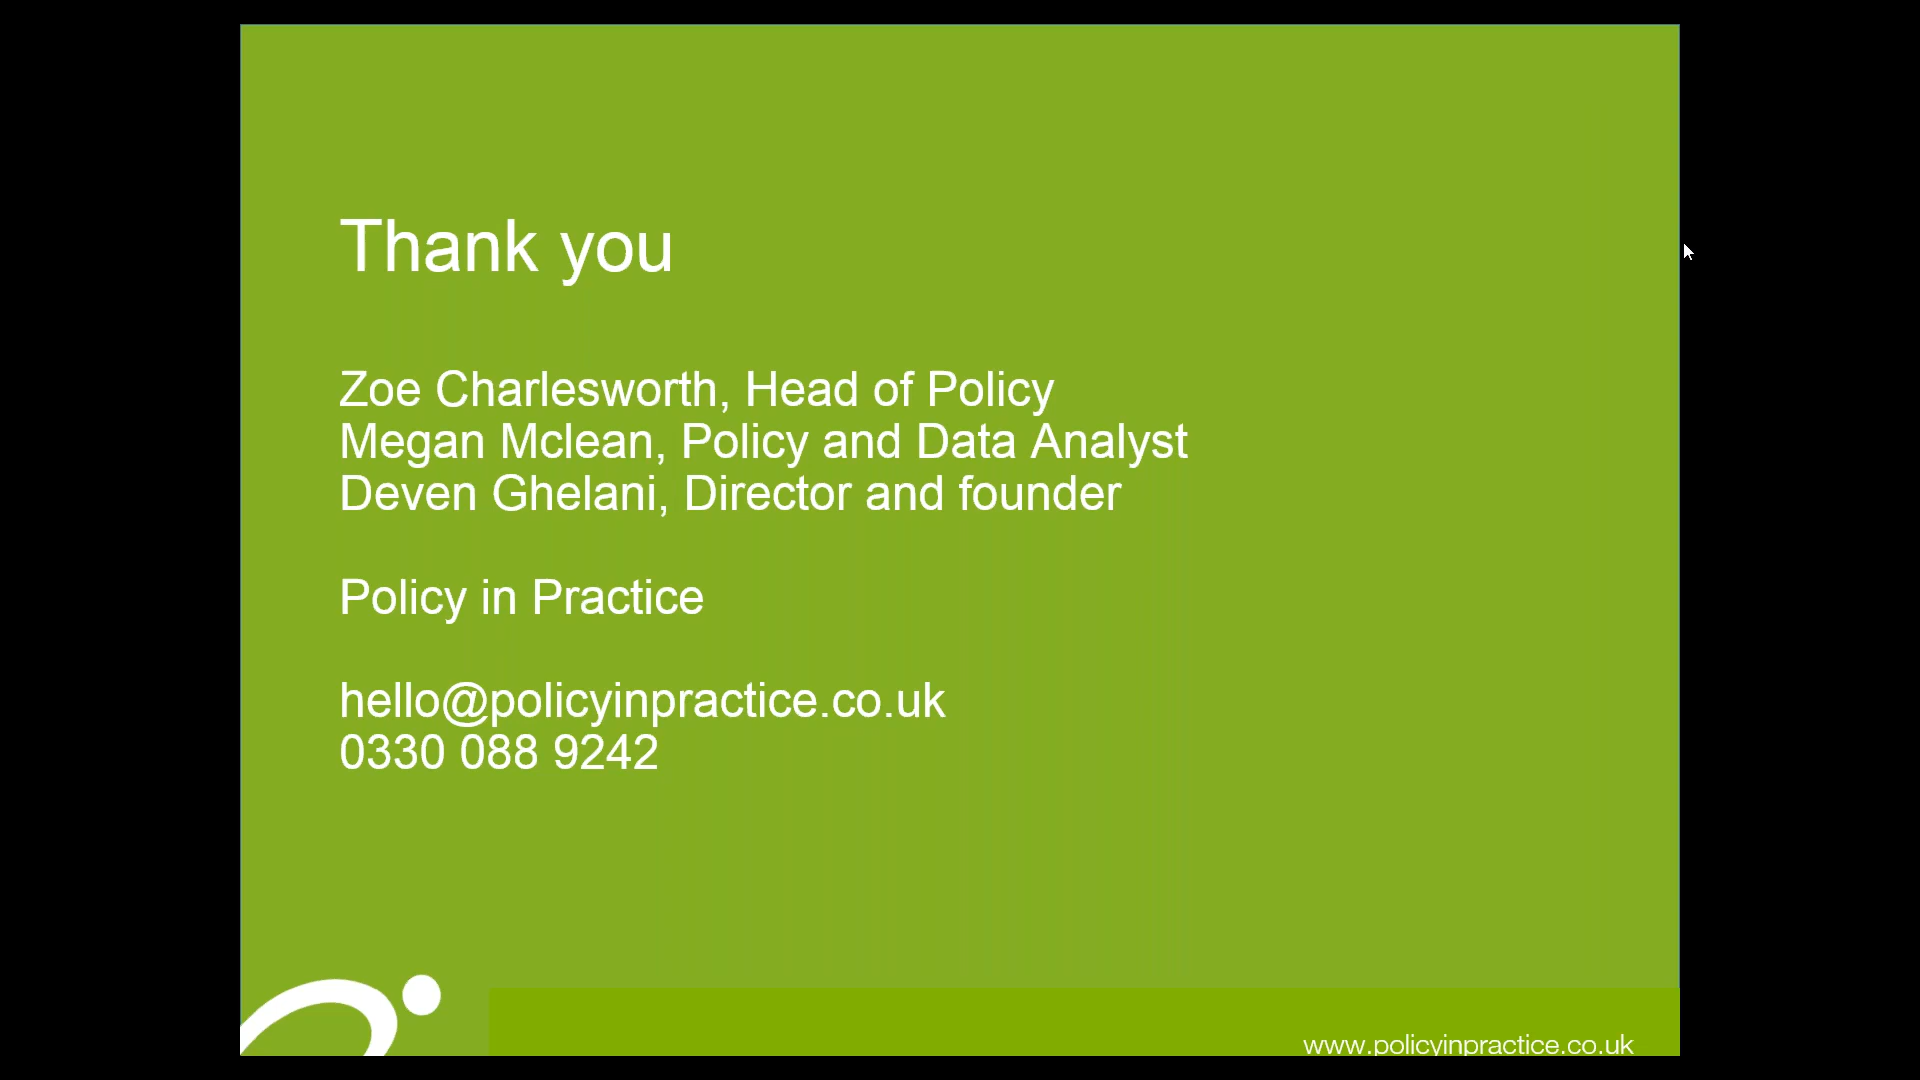 Thank you
Zoe Charlesworth, Head of Policy
Megan Mclean, Policy and Data Analyst
Deven Ghelani, Director and founder
Policy in Practice
hello@policyinpractice.co.uk
0330 088 9242
www.policyinpractice.co.uk